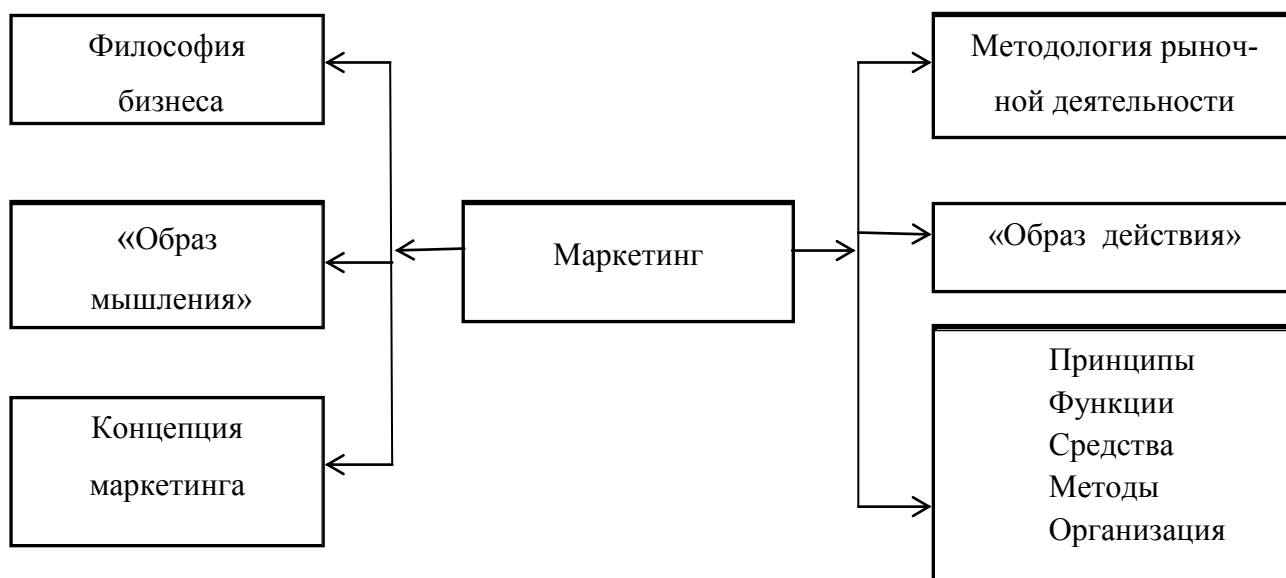 Философия
бизнеса
«Образ
мышления»
Концепция
маркетинга
Маркетинг
Методология рыноч-
ной деятельности
«Образ действия»
Принципы
Функции
Средства
Методы
Организация